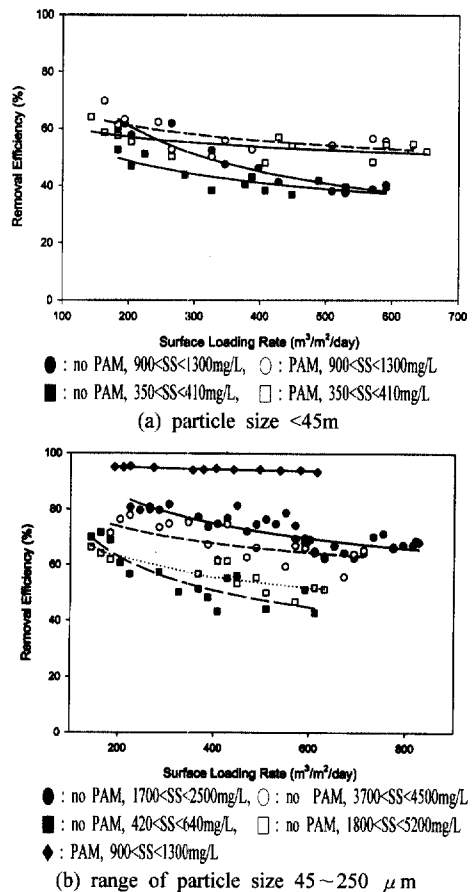 100
80
60
40
20
0
Removal Efficiency (%)
100 200 300 400 500 600 700
Surface Loading Rate (m³/m²/day)
● : no PAM, 900<SS<1300mg/L, ○ : PAM, 900<SS<1300mg/L
■ : no PAM, 350<SS<410mg/L □ : PAM, 350<SS<410mg/L
(a) particle size <45m
100
80
60
40
20
0
Removal Efficiency (%)
200 400 600 800
Surface Loading Rate (m³/m²/day)
● : no PAM, 1700<SS<2500mg/L, ○ : no PAM, 3700<SS<4500mg/L
■ : no PAM, 420<SS<640mg/L, □ : no PAM, 1800<SS<5200mg/L
◆ : PAM, 900<SS<1300mg/L
(b) range of particle size 45~250 μm